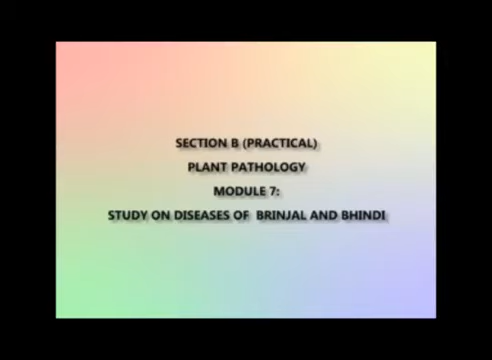 SECTION B (PRACTICAL)
PLANT PATHOLOGY
MODULE 7:
STUDY ON DISEASES OF BRINJAL AND BHINDI